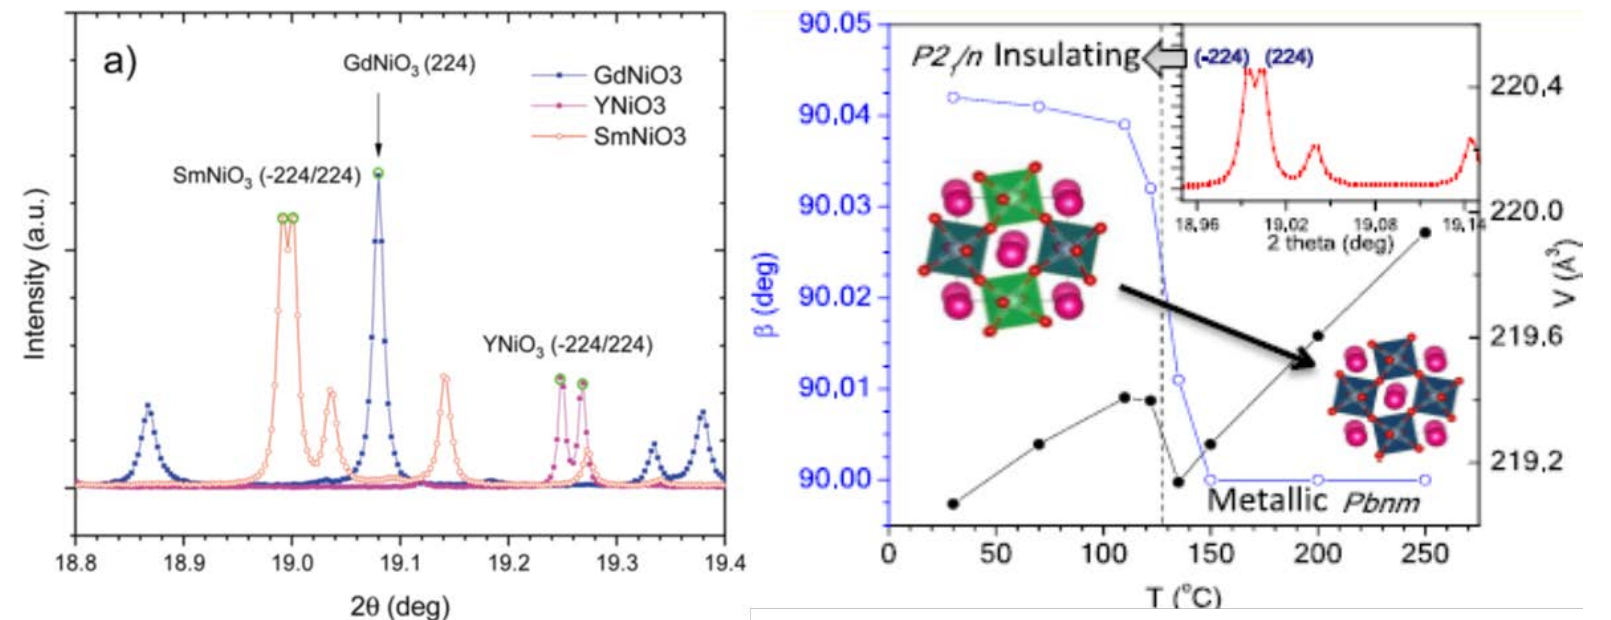 a)
GdNiO3 (224)
GdNiO3
YNiO3
SmNiO3
SmNiO3 (-224/224)
YNiO3 (-224/224)
Intensity (a.u.)
18.8 18.9 19.0 19.1 19.2 19.3 19.4
2θ (deg)
90.05
90.04
90.03
90.02
90.01
90.00
β (deg)
P21/n Insulating
(-224) (224)
18.96 19.02 19.08 19.14
2 theta (deg)
220.4
220.0
219.6
219.2
V (Å3)
Metallic Pbnm
0 50 100 150 200 250
T (°C)